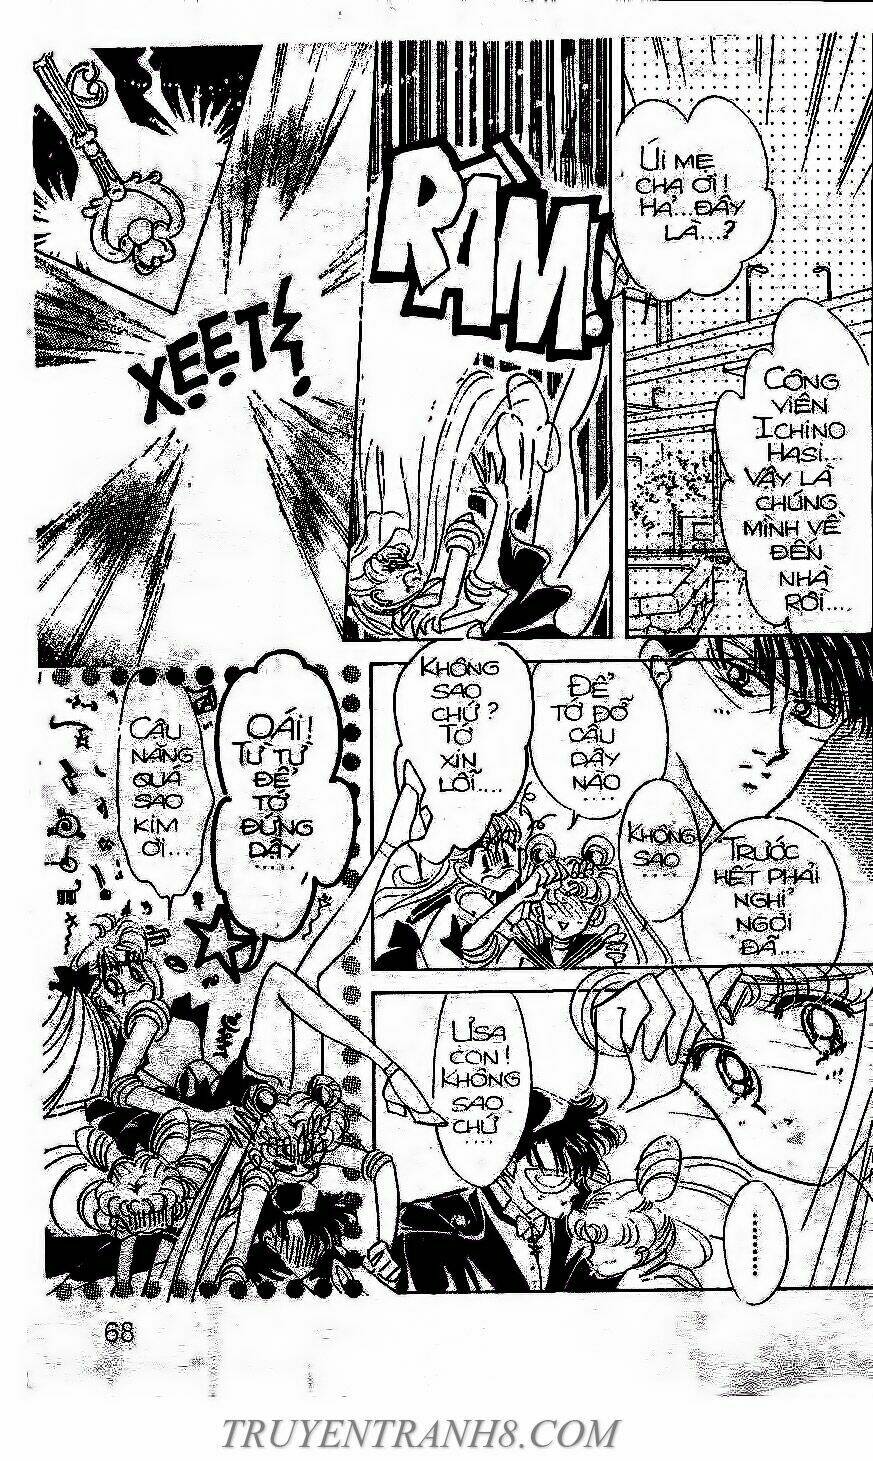 ÚI MẸ
CHA ƠI!
HẢ...ĐÂY
LÀ...?
CÔNG
VIÊN
ICHINO
HASI...
VẬY LÀ
CHÚNG
MÌNH VỀ
ĐẾN
NHÀ
RỒI....
RẦM!
XẸẸT!
ĐỂ
TỚ ĐỠ
CẬU
DẬY
NÀO
....
KHÔNG
SAO
CHỨ?
TỚ
XIN
LỖI....
KHÔNG
SAO
....
TRƯỚC
HẾT PHẢI
NGHỈ
NGƠI
ĐÃ....
OÁI!
TỪ TỪ
ĐỂ
TỚ
ĐỨNG
DẬY
....
CẬU
NẶNG
QUÁ
SAO
KIM
ƠI...
ỦSA
CON!
KHÔNG
SAO
CHỨ
....
.........
68
TRUYENTRANH8.COM